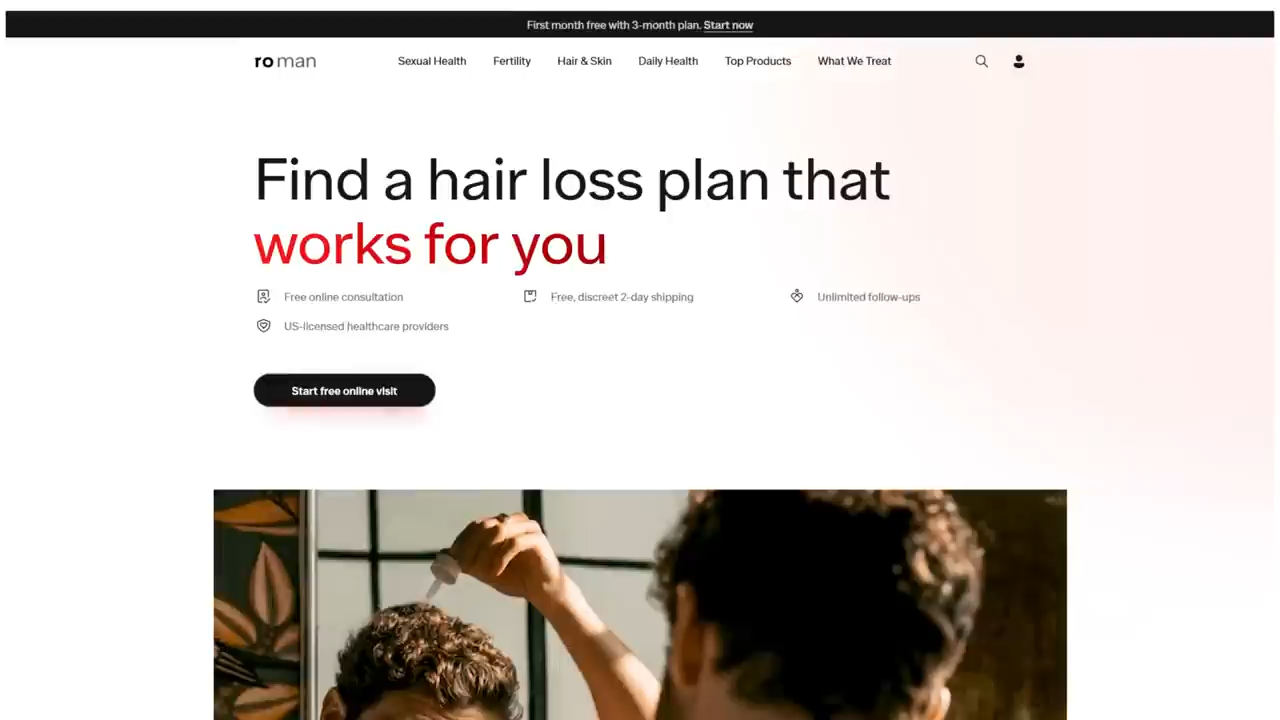 First month free with 3-month plan. Start now
ro man
Sexual Health
Fertility
Hair & Skin
Daily Health
Top Products
What We Treat
Find a hair loss plan that
works for you
Free online consultation
Free, discreet 2-day shipping
Unlimited follow-ups
US-licensed healthcare providers
Start free online visit